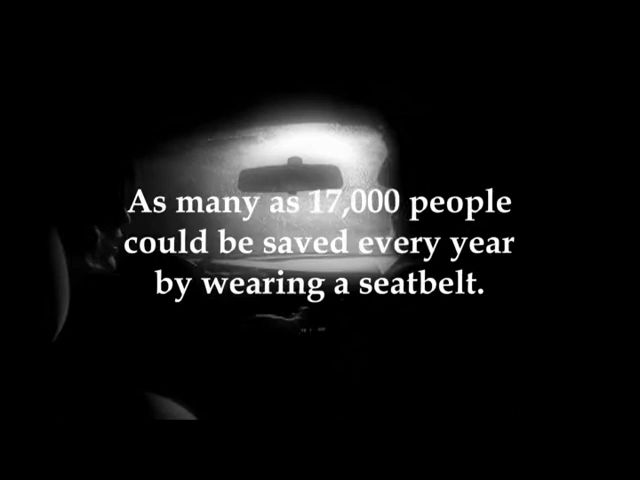 As many as 17,000 people
could be saved every year
by wearing a seatbelt.